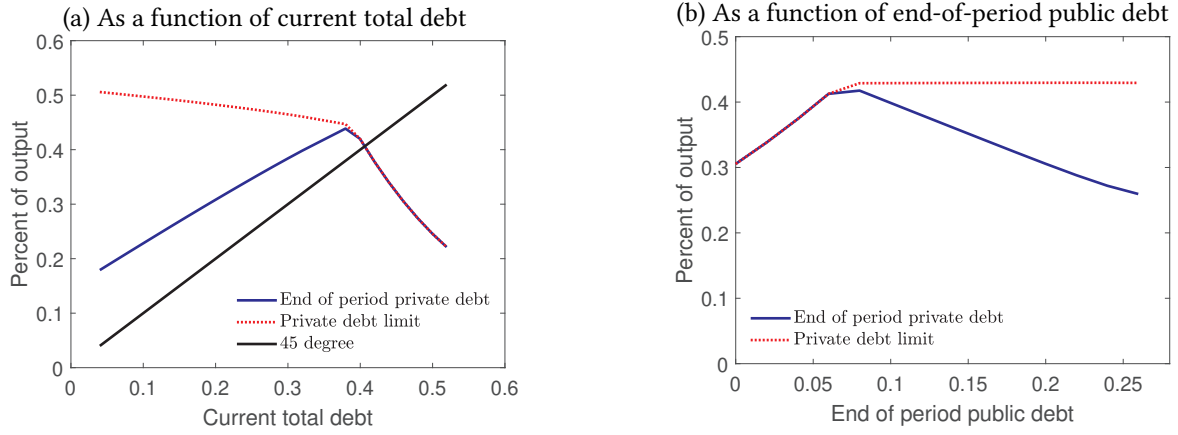 (a) As a function of current total debt
0.6
0.5
0.4
0.3
0.2
0.1
0
Percent of output
End of period private debt
Private debt limit
45 degree
0 0.1 0.2 0.3 0.4 0.5 0.6
Current total debt
(b) As a function of end-of-period public debt
0.5
0.4
0.3
0.2
0.1
0
Percent of output
End of period private debt
Private debt limit
0 0.05 0.1 0.15 0.2 0.25
End of period public debt